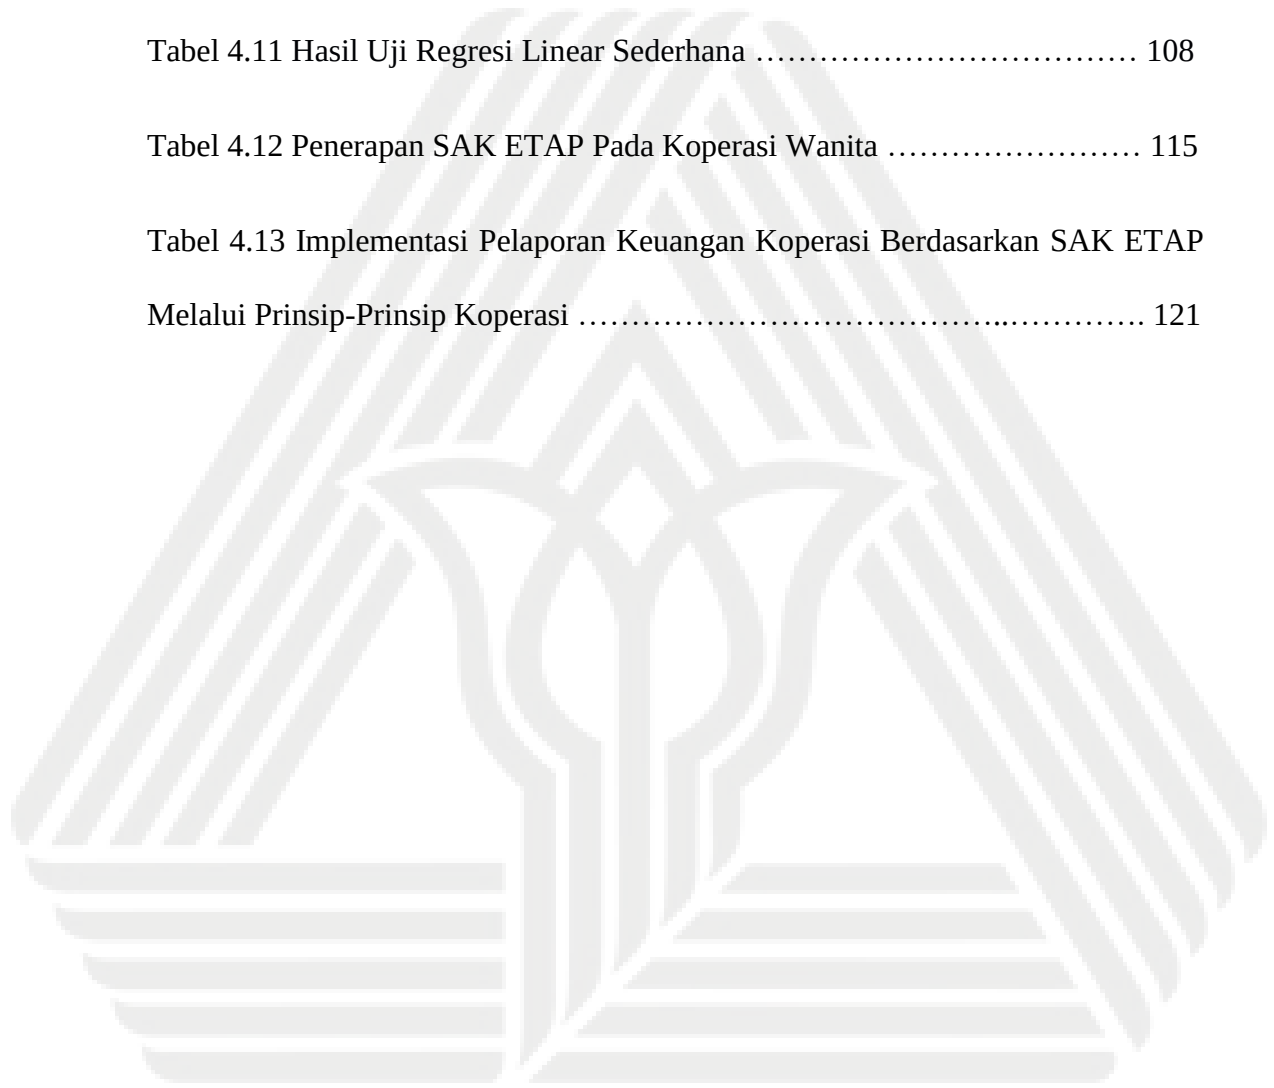 Tabel 4.11 Hasil Uji Regresi Linear Sederhana ……………………………… 108
Tabel 4.12 Penerapan SAK ETAP Pada Koperasi Wanita ……………………. 115
Tabel 4.13 Implementasi Pelaporan Keuangan Koperasi Berdasarkan SAK ETAP
Melalui Prinsip-Prinsip Koperasi …………………………………..…………. 121